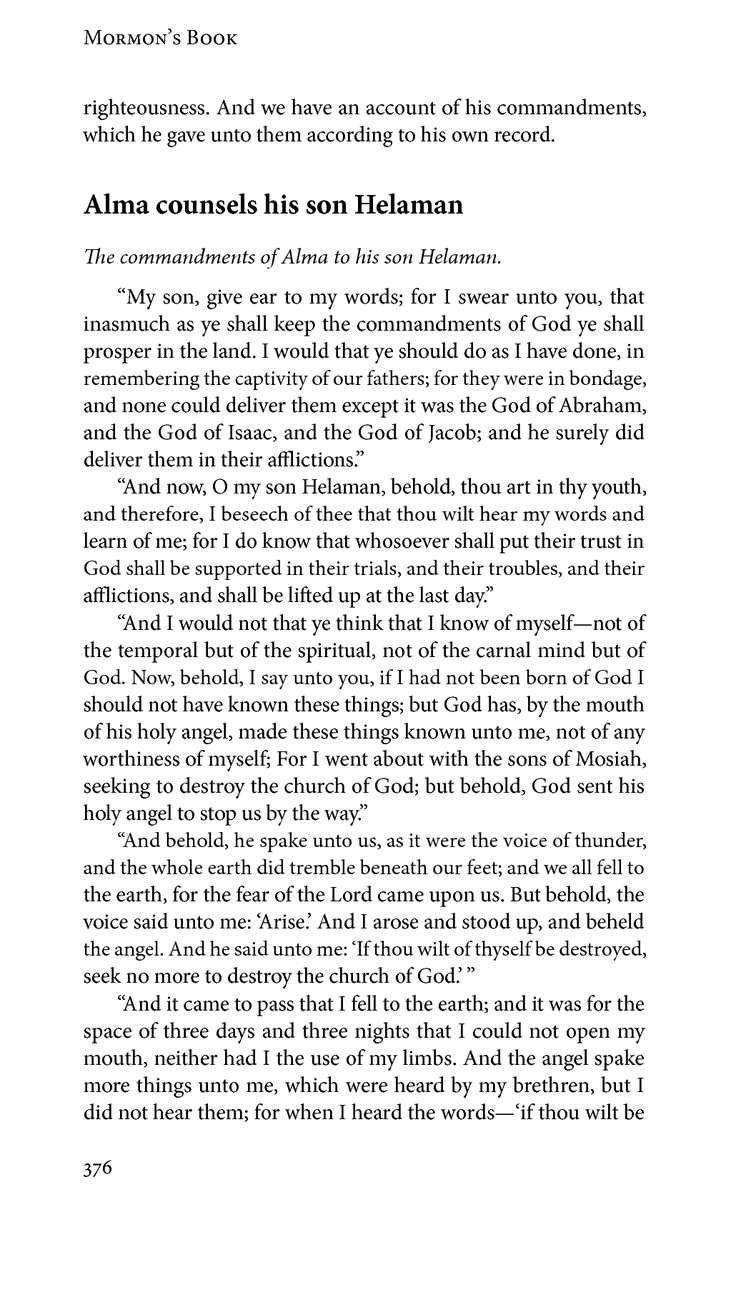 Mormon’s Book
righteousness. And we have an account of his commandments,
which he gave unto them according to his own record.
Alma counsels his son Helaman
The commandments of Alma to his son Helaman.
“My son, give ear to my words; for I swear unto you, that
inasmuch as ye shall keep the commandments of God ye shall
prosper in the land. I would that ye should do as I have done, in
remembering the captivity of our fathers; for they were in bondage,
and none could deliver them except it was the God of Abraham,
and the God of Isaac, and the God of Jacob; and he surely did
deliver them in their afflictions.”
“And now, O my son Helaman, behold, thou art in thy youth,
and therefore, I beseech of thee that thou wilt hear my words and
learn of me; for I do know that whosoever shall put their trust in
God shall be supported in their trials, and their troubles, and their
afflictions, and shall be lifted up at the last day.”
“And I would not that ye think that I know of myself—not of
the temporal but of the spiritual, not of the carnal mind but of
God. Now, behold, I say unto you, if I had not been born of God I
should not have known these things; but God has, by the mouth
of his holy angel, made these things known unto me, not of any
worthiness of myself; For I went about with the sons of Mosiah,
seeking to destroy the church of God; but behold, God sent his
holy angel to stop us by the way.”
“And behold, he spake unto us, as it were the voice of thunder,
and the whole earth did tremble beneath our feet; and we all fell to
the earth, for the fear of the Lord came upon us. But behold, the
voice said unto me: ‘Arise.’ And I arose and stood up, and beheld
the angel. And he said unto me: ‘If thou wilt of thyself be destroyed,
seek no more to destroy the church of God.’ ”
“And it came to pass that I fell to the earth; and it was for the
space of three days and three nights that I could not open my
mouth, neither had I the use of my limbs. And the angel spake
more things unto me, which were heard by my brethren, but I
did not hear them; for when I heard the words—‘if thou wilt be
376